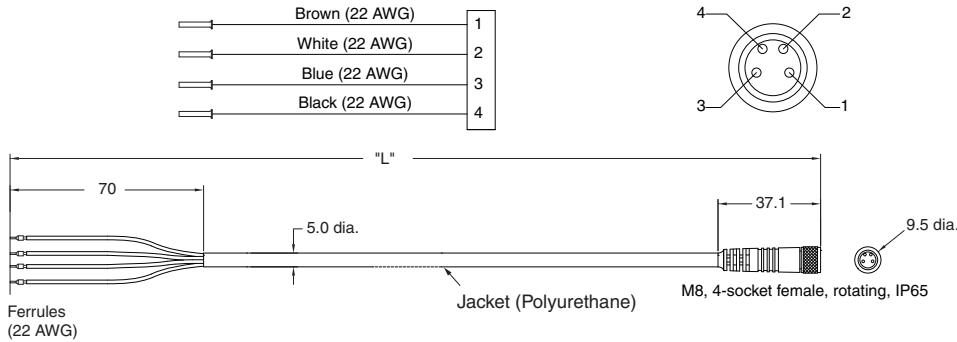 Brown (22 AWG)
1
White (22 AWG)
2
Blue (22 AWG)
3
Black (22 AWG)
4
4
2
3
1
"L"
70
37.1
5.0 dia.
9.5 dia.
Jacket (Polyurethane)
M8, 4-socket female, rotating, IP65
Ferrules
(22 AWG)